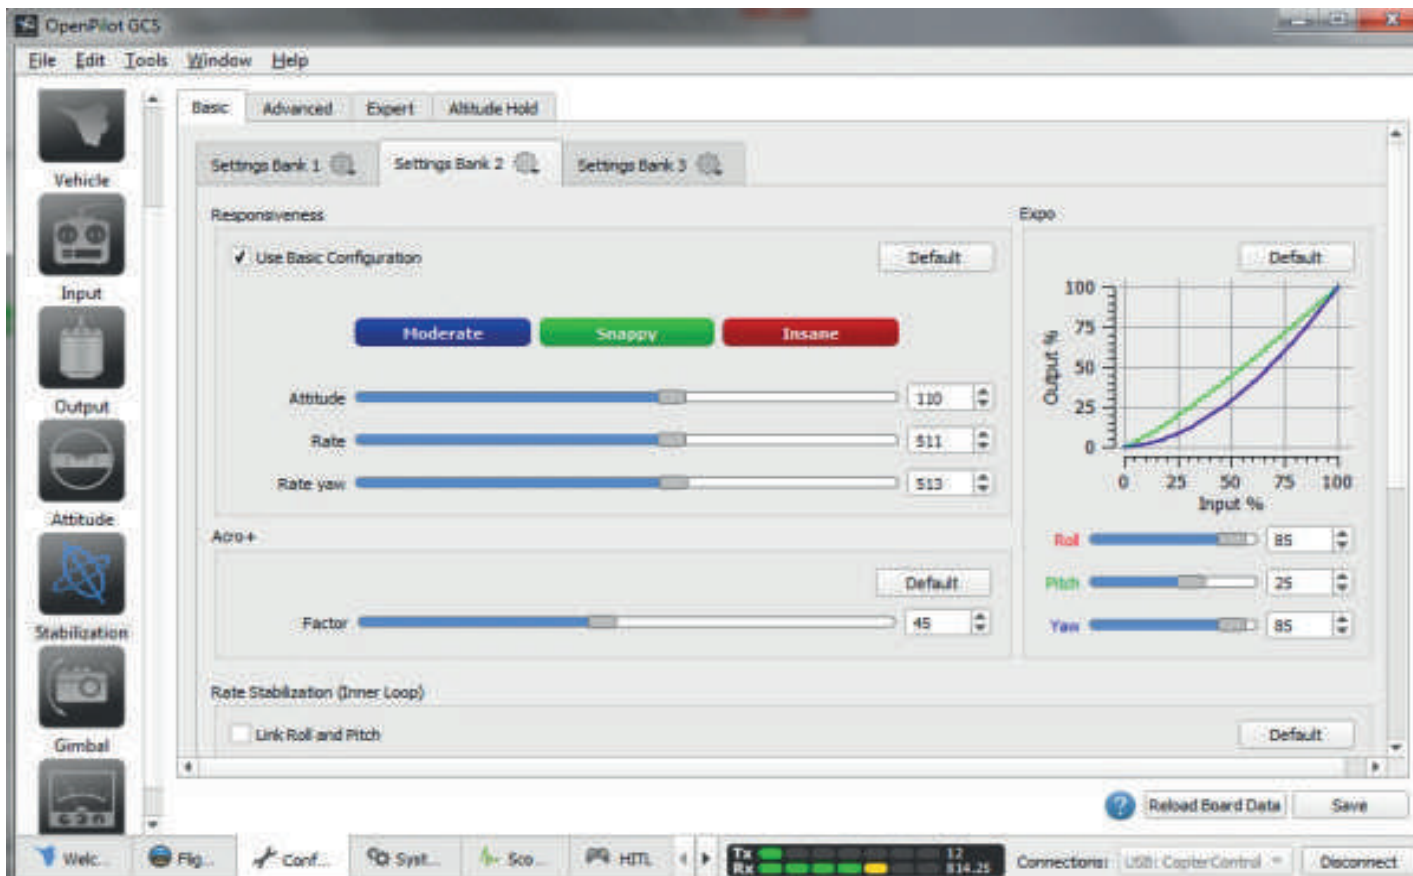 OpenPilot GCS
File Edit Tools Window Help
Basic Advanced Expert Altitude Hold
Vehicle
Settings Bank 1 Settings Bank 2 Settings Bank 3
Responsiveness Expo
Use Basic Configuration Default Default
Input
Moderate Snappy Insane
100
75
50
25
0
Output %
0 25 50 75 100
Input %
Attitude 110
Output
Rate 511
Rate yaw 513
Attitude
Acro+
Roll 85
Default
Pitch 25
Factor 45
Yaw 85
Stabilization
Rate Stabilization (Inner Loop)
Link Roll and Pitch Default
Gimbal
? Reload Board Data Save
Welc... Flig... Conf... Syst... Sco... HITL
Tx 12
Rx 814.25
Connections: USB: CopterControl Disconnect